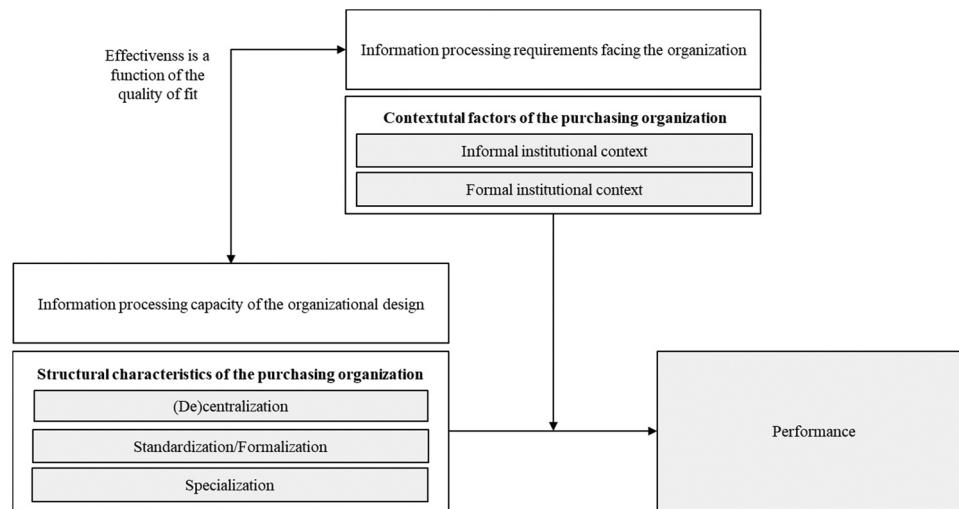 Effectivenss is a
function of the
quality of fit
Information processing requirements facing the organization
Contextutal factors of the purchasing organization
Informal institutional context
Formal institutional context
Information processing capacity of the organizational design
Structural characteristics of the purchasing organization
(De)centralization
Standardization/Formalization
Specialization
Performance